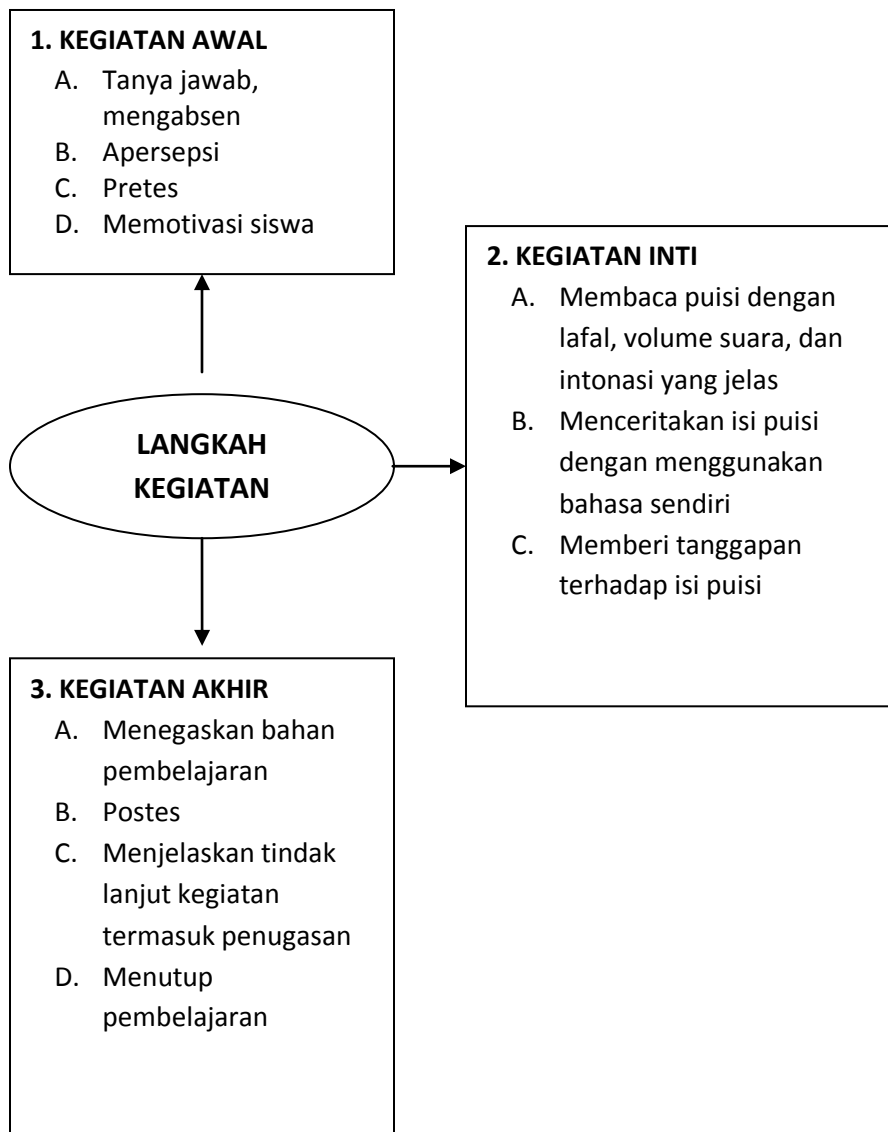 1. KEGIATAN AWAL
A. Tanya jawab,
mengabsen
B. Apersepsi
C. Pretes
D. Memotivasi siswa
LANGKAH
KEGIATAN
2. KEGIATAN INTI
A. Membaca puisi dengan
lafal, volume suara, dan
intonasi yang jelas
B. Menceritakan isi puisi
dengan menggunakan
bahasa sendiri
C. Memberi tanggapan
terhadap isi puisi
3. KEGIATAN AKHIR
A. Menegaskan bahan
pembelajaran
B. Postes
C. Menjelaskan tindak
lanjut kegiatan
termasuk penugasan
D. Menutup
pembelajaran